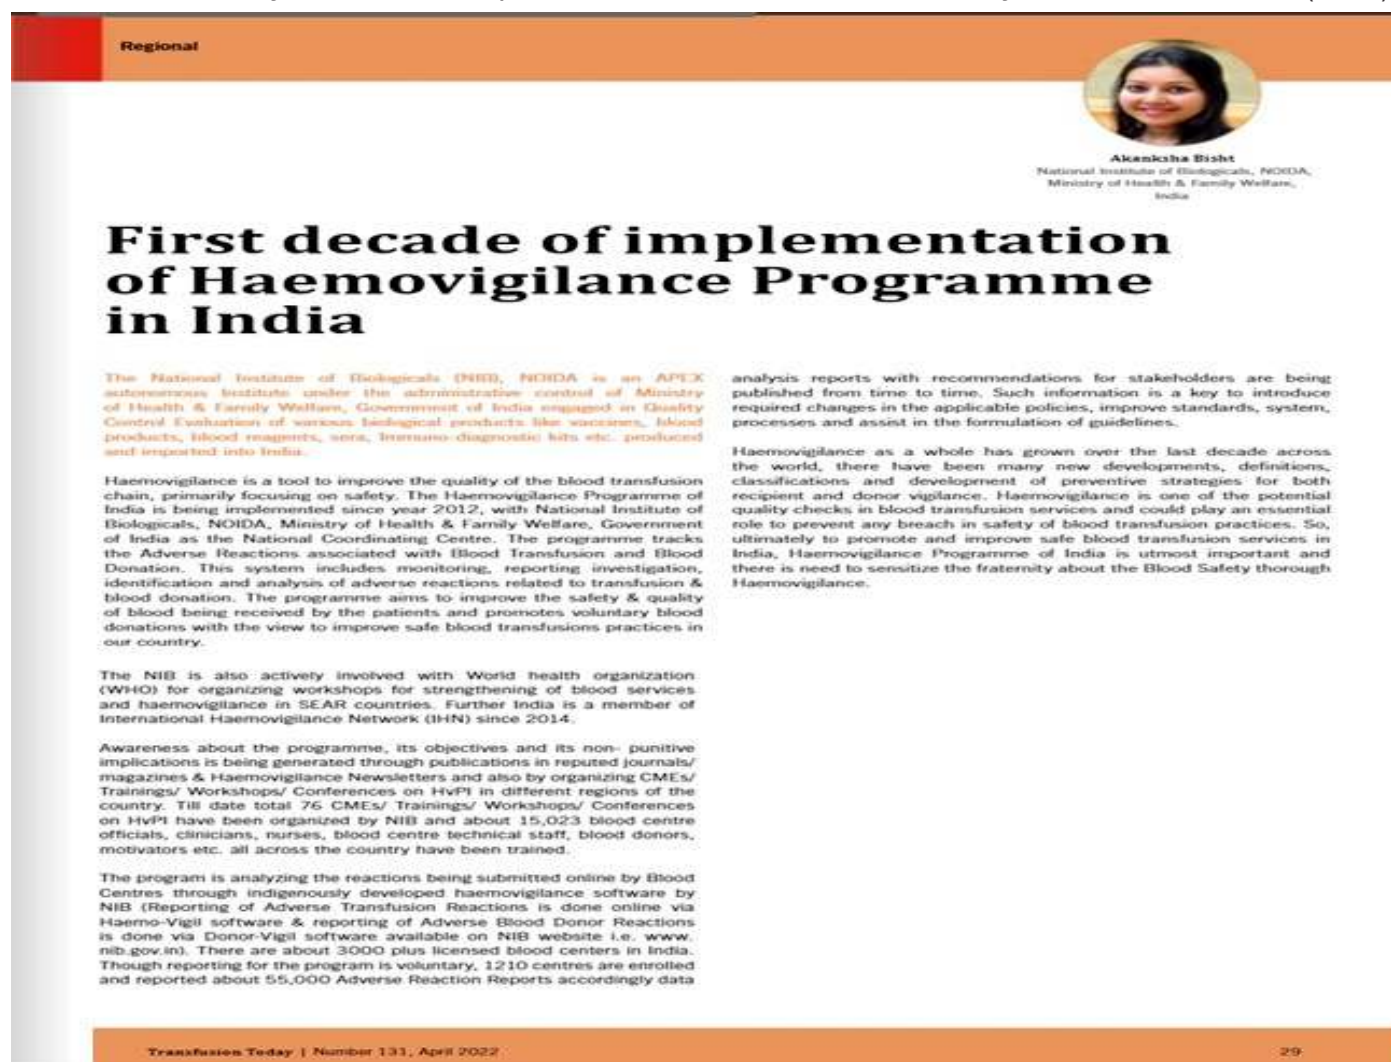 Regional
Akanksha Bisht
National Institute of Biologicals, NOIDA,
Ministry of Health & Family Welfare,
India
First decade of implementation
of Haemovigilance Programme
in India
The National Institute of Biologicals (NIB), NOIDA is an APEX
autonomous Institute under the administrative control of Ministry
of Health & Family Welfare, Government of India engaged in Quality
Control Evaluation of various biological products like vaccines, blood
products, blood reagents, sera, Immuno-diagnostic kits etc. produced
and imported into India.
Haemovigilance is a tool to improve the quality of the blood transfusion
chain, primarily focusing on safety. The Haemovigilance Programme of
India is being implemented since year 2012, with National Institute of
Biologicals, NOIDA, Ministry of Health & Family Welfare, Government
of India as the National Coordinating Centre. The programme tracks
the Adverse Reactions associated with Blood Transfusion and Blood
Donation. This system includes monitoring, reporting investigation,
identification and analysis of adverse reactions related to transfusion &
blood donation. The programme aims to improve the safety & quality
of blood being received by the patients and promotes voluntary blood
donations with the view to improve safe blood transfusions practices in
our country.
The NIB is also actively involved with World health organization
(WHO) for organizing workshops for strengthening of blood services
and haemovigilance in SEAR countries. Further India is a member of
International Haemovigilance Network (IHN) since 2014.
Awareness about the programme, its objectives and its non- punitive
implications is being generated through publications in reputed journals/
magazines & Haemovigilance Newsletters and also by organizing CMEs/
Trainings/ Workshops/ Conferences on HvPI in different regions of the
country. Till date total 76 CMEs/ Trainings/ Workshops/ Conferences
on HvPI have been organized by NIB and about 15,023 blood centre
officials, clinicians, nurses, blood centre technical staff, blood donors,
motivators etc. all across the country have been trained.
The program is analyzing the reactions being submitted online by Blood
Centres through indigenously developed haemovigilance software by
NIB (Reporting of Adverse Transfusion Reactions is done online via
Haemo-Vigil software & reporting of Adverse Blood Donor Reactions
is done via Donor-Vigil software available on NIB website i.e. www.
nib.gov.in). There are about 3000 plus licensed blood centers in India.
Though reporting for the program is voluntary, 1210 centres are enrolled
and reported about 55,000 Adverse Reaction Reports accordingly data
analysis reports with recommendations for stakeholders are being
published from time to time. Such information is a key to introduce
required changes in the applicable policies, improve standards, system,
processes and assist in the formulation of guidelines.
Haemovigilance as a whole has grown over the last decade across
the world, there have been many new developments, definitions,
classifications and development of preventive strategies for both
recipient and donor vigilance. Haemovigilance is one of the potential
quality checks in blood transfusion services and could play an essential
role to prevent any breach in safety of blood transfusion practices. So,
ultimately to promote and improve safe blood transfusion services in
India, Haemovigilance Programme of India is utmost important and
there is need to sensitize the fraternity about the Blood Safety thorough
Haemovigilance.
Transfusion Today | Number 131, April 2022
29